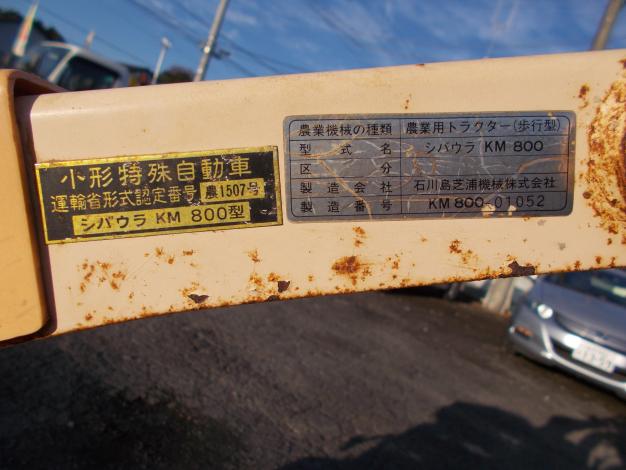 小形特殊自動車
運輸省形式認定番号 農1507号
シバウラ KM 800型
農業機械の種類 農業用トラクター(歩行型)
型式名 シバウラ KM 800
区分
製造会社 石川島芝浦機械株式会社
製造番号 KM 800-01052